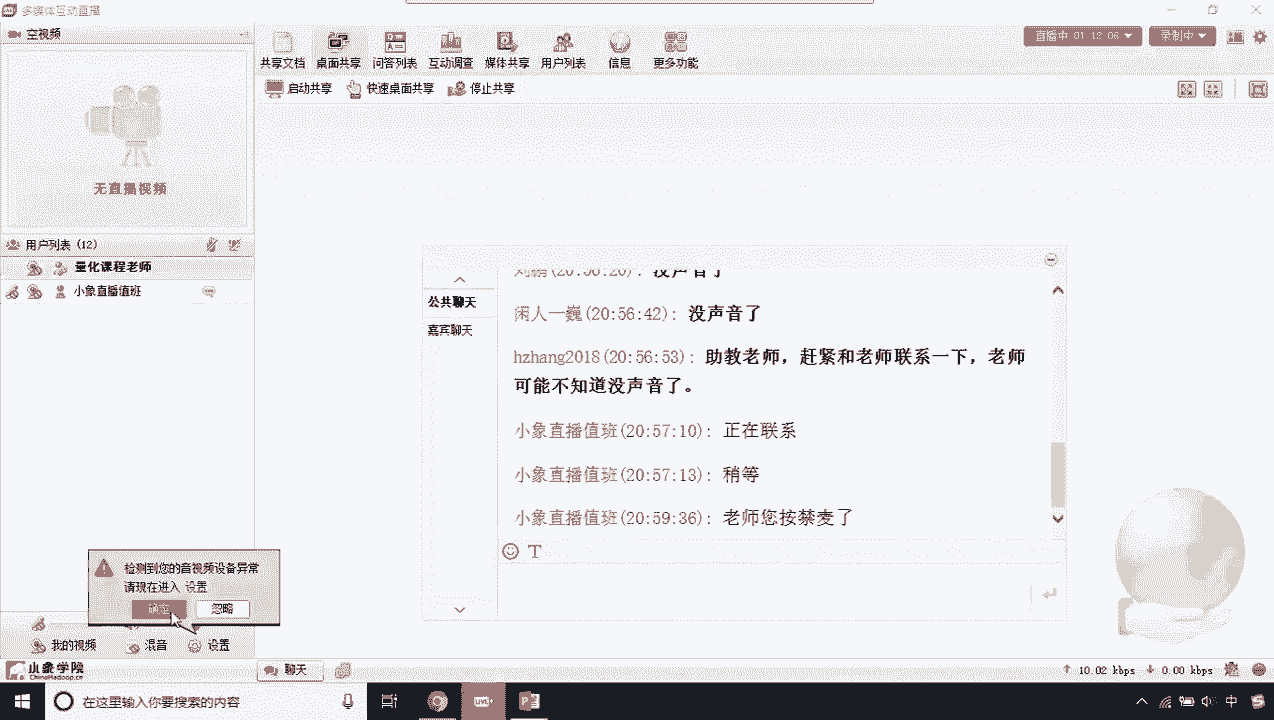 多媒体互动直播
空视频
共享文档 桌面共享 问答列表 互动调查 媒体共享 用户列表 信息 更多功能
直播中 01 12 06
录制中
启动共享 快速桌面共享 停止共享
无直播视频
用户列表 (12)
量化课程老师
小象直播值班
公共聊天
嘉宾聊天
没声音了
闲人一巍(20:56:42): 没声音了
hzhang2018(20:56:53): 助教老师，赶紧和老师联系一下，老师
可能不知道没声音了。
小象直播值班(20:57:10): 正在联系
小象直播值班(20:57:13): 稍等
小象直播值班(20:59:36): 老师您按禁麦了
检测到您的音视频设备异常
请现在进入 设置
确定 忽略
我的视频 混音 设置
小象学院
ChinaHadoop.cn
聊天
10.02 kbps 0.00 kbps
在这里输入你要搜索的内容
中